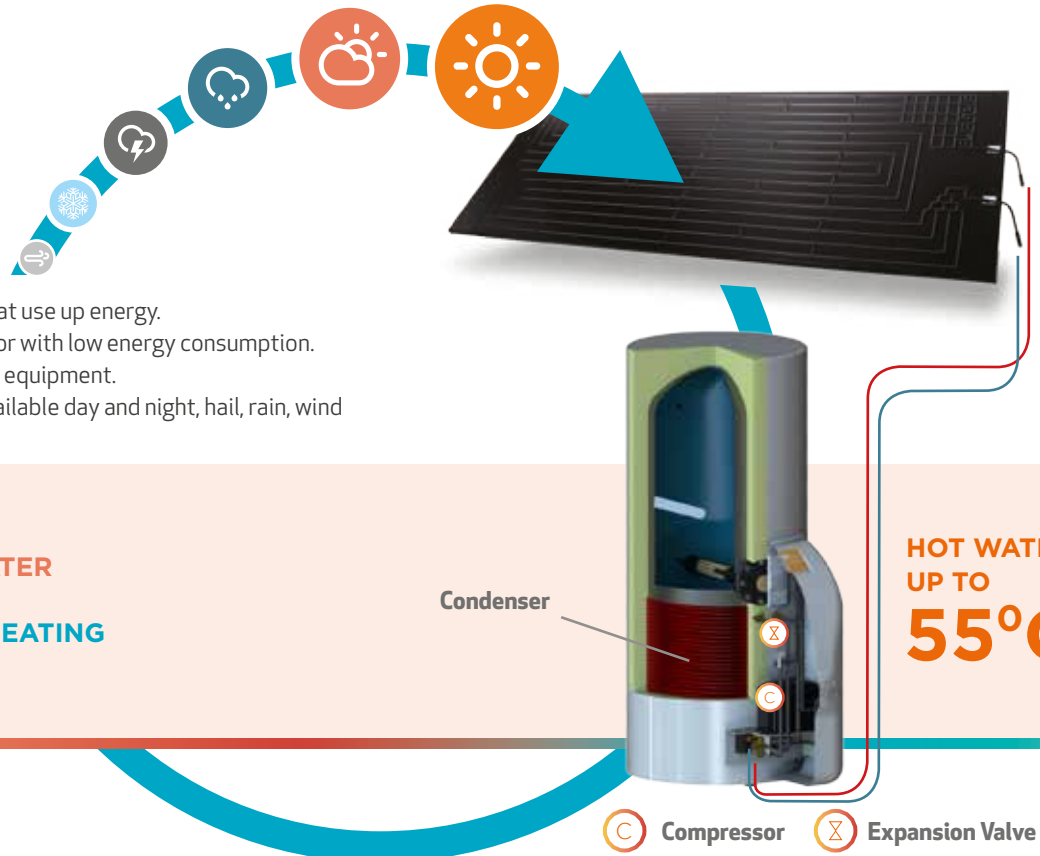 at use up energy.
or with low energy consumption.
equipment.
ailable day and night, hail, rain, wind
TER
EATING
Condenser
HOT WAT
UP TO
55ºC
C
C Compressor
Expansion Valve